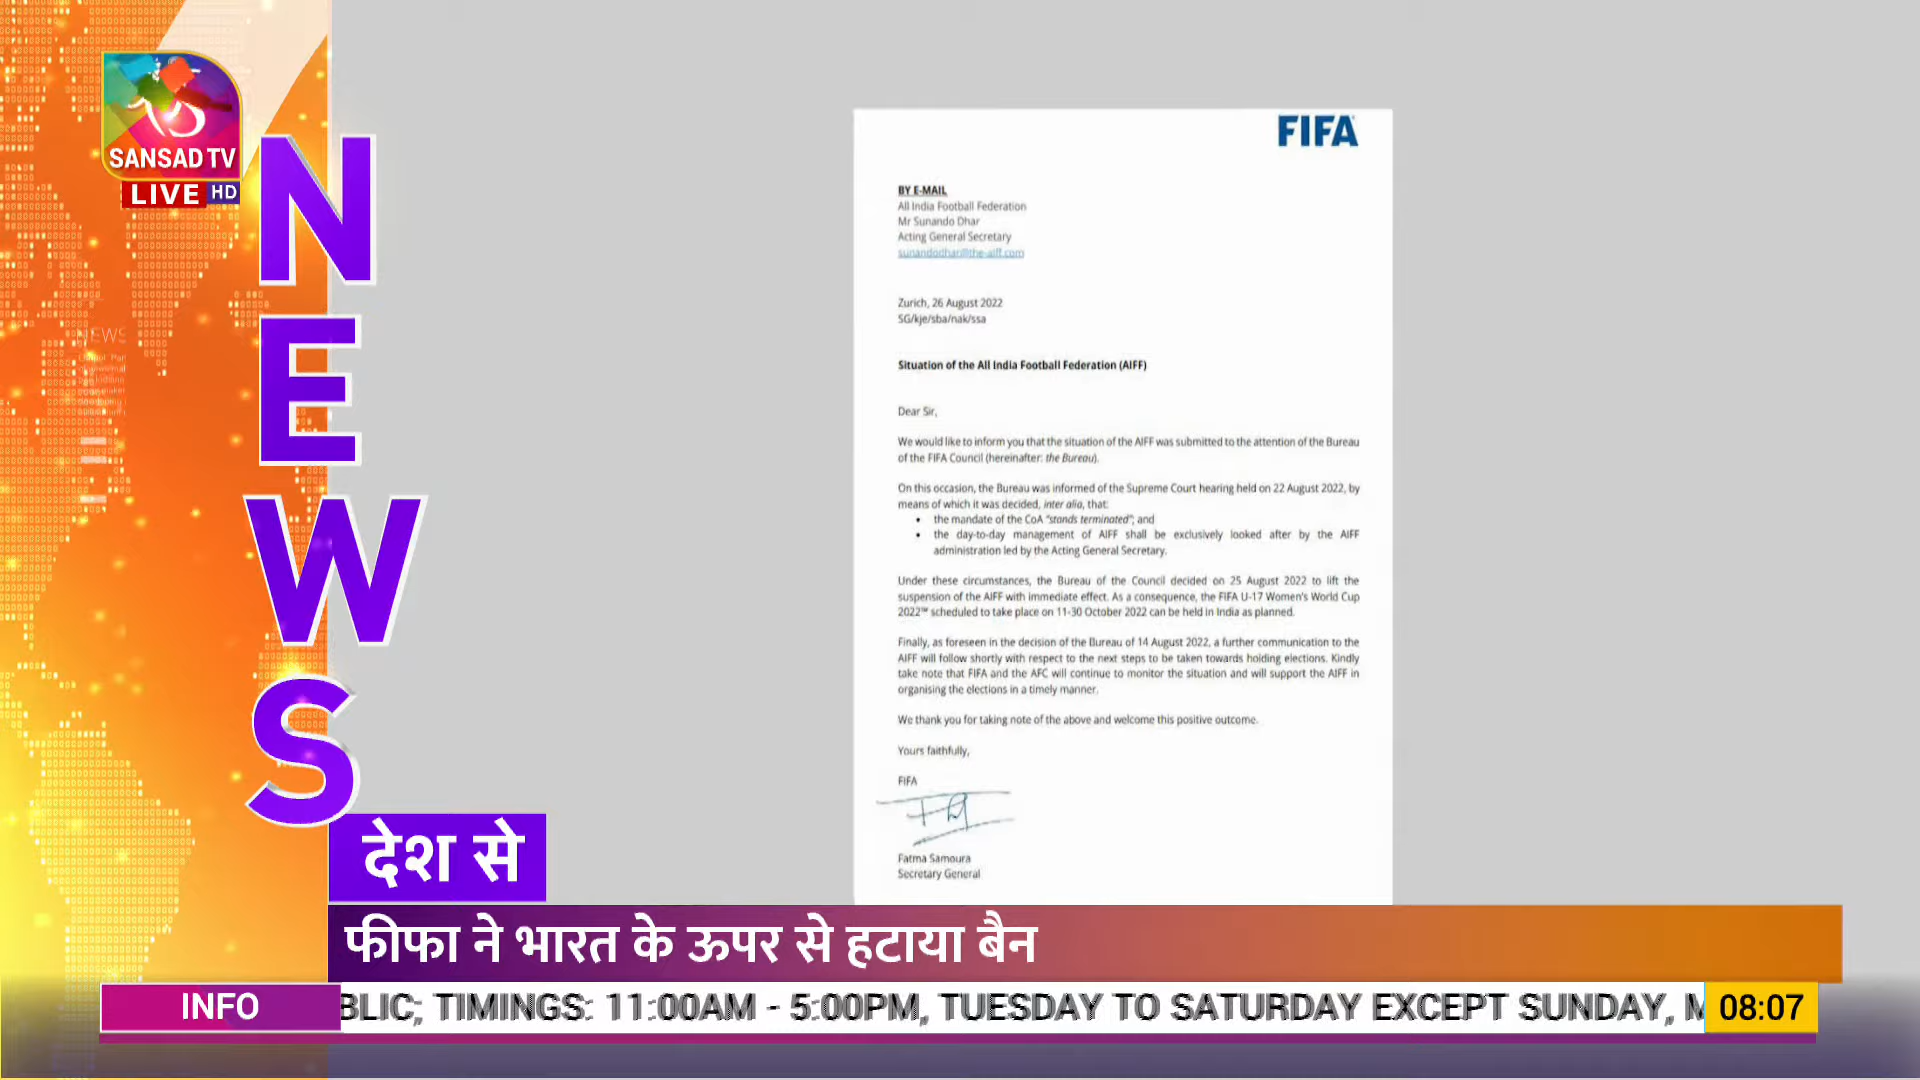 SANSAD TV
LIVE HD
NEWS
NEWS
FIFA
BY E-MAIL
All India Football Federation
Mr Sunando Dhar
Acting General Secretary
sunandodhar@the-aiff.com
Zurich, 26 August 2022
SG/kje/sba/nak/ssa
Situation of the All India Football Federation (AIFF)
Dear Sir,
We would like to inform you that the situation of the AIFF was submitted to the attention of the Bureau
of the FIFA Council (hereinafter: the Bureau).
On this occasion, the Bureau was informed of the Supreme Court hearing held on 22 August 2022, by
means of which it was decided, inter alia, that:
• the mandate of the CoA "stands terminated"; and
• the day-to-day management of AIFF shall be exclusively looked after by the AIFF
administration led by the Acting General Secretary.
Under these circumstances, the Bureau of the Council decided on 25 August 2022 to lift the
suspension of the AIFF with immediate effect. As a consequence, the FIFA U-17 Women's World Cup
2022™ scheduled to take place on 11-30 October 2022 can be held in India as planned.
Finally, as foreseen in the decision of the Bureau of 14 August 2022, a further communication to the
AIFF will follow shortly with respect to the next steps to be taken towards holding elections. Kindly
take note that FIFA and the AFC will continue to monitor the situation and will support the AIFF in
organising the elections in a timely manner.
We thank you for taking note of the above and welcome this positive outcome.
Yours faithfully,
FIFA
Fatma Samoura
Secretary General
देश से
फीफा ने भारत के ऊपर से हटाया बैन
INFO BLIC; TIMINGS: 11:00AM - 5:00PM, TUESDAY TO SATURDAY EXCEPT SUNDAY, M 08:07